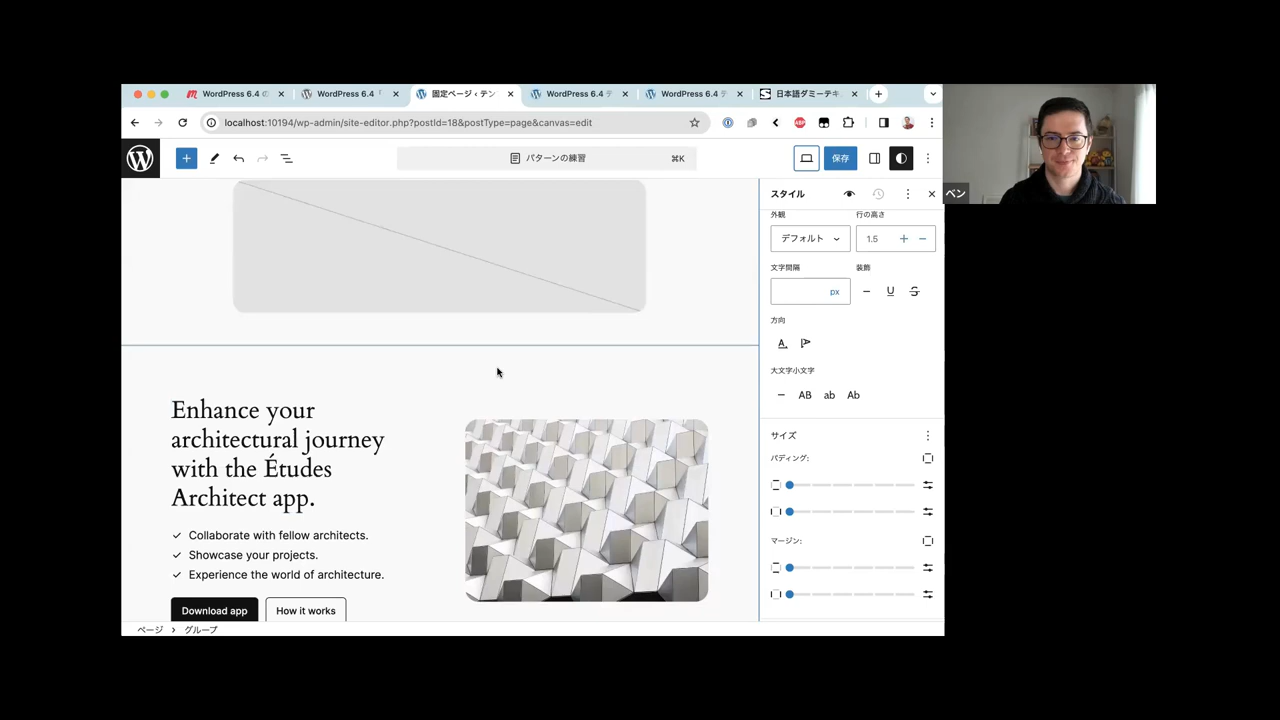 WordPress 6.4 の
WordPress 6.4 「
固定ページ ‹ テン
WordPress 6.4 デ
WordPress 6.4 デ
日本語ダミーテキ
localhost:10194/wp-admin/site-editor.php?postId=18&postType=page&canvas=edit
パターンの練習
⌘K
保存
スタイル
ベン
外観
行の高さ
デフォルト
1.5
文字間隔
装飾
px
方向
大文字小文字
AB
ab
Ab
サイズ
パディング:
マージン:
Enhance your
architectural journey
with the Études
Architect app.
Collaborate with fellow architects.
Showcase your projects.
Experience the world of architecture.
Download app
How it works
ページ › グループ